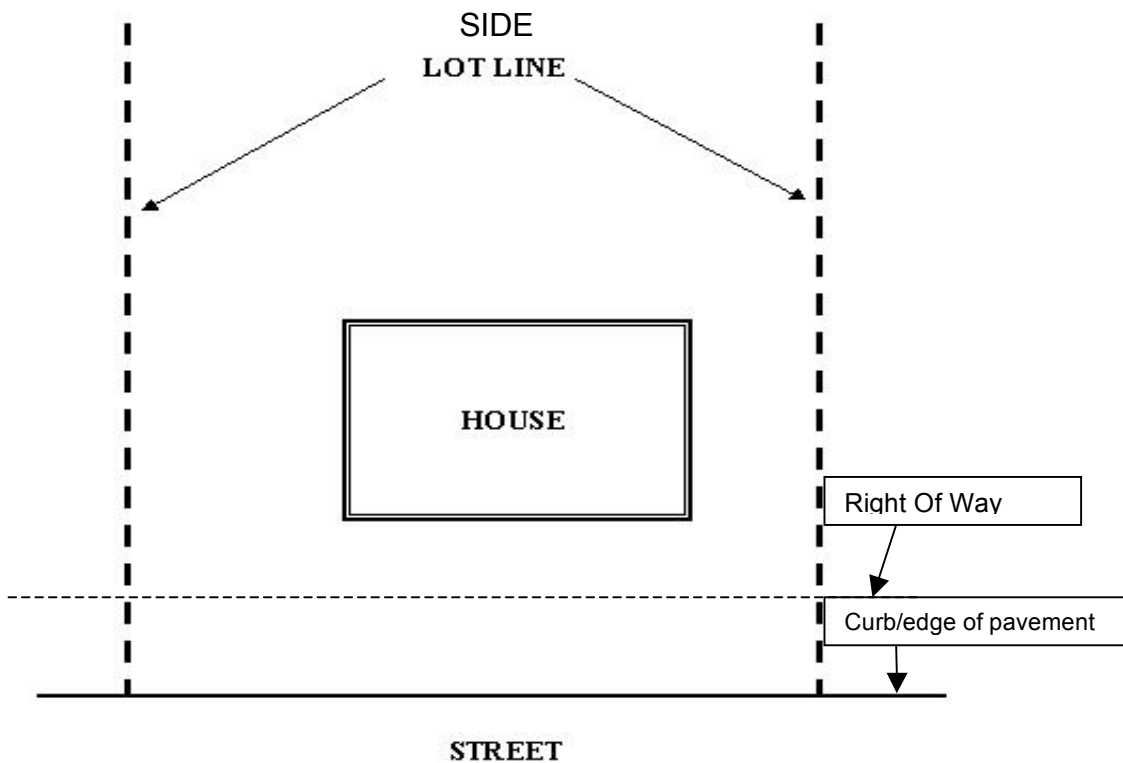 SIDE
LOT LINE
HOUSE
Right Of Way
Curb/edge of pavement
STREET